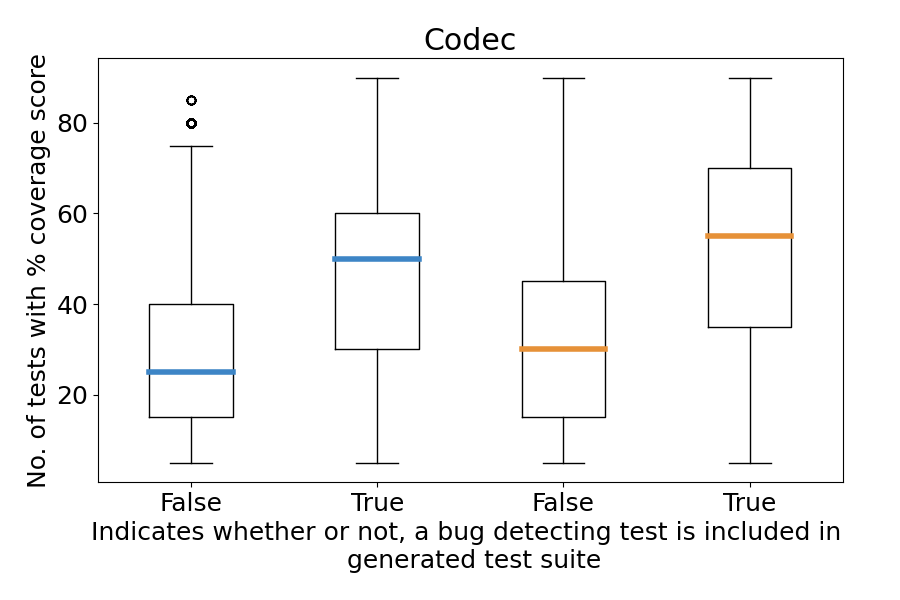 Codec
No. of tests with % coverage score
80
60
40
20
False True False True
Indicates whether or not, a bug detecting test is included in
generated test suite